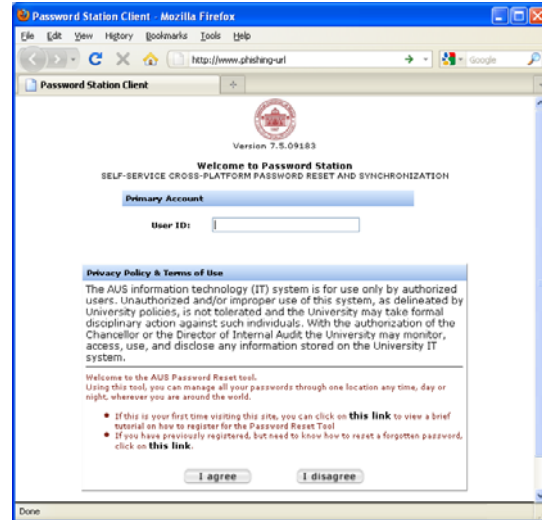 Password Station Client - Mozilla Firefox
File Edit View History Bookmarks Tools Help
http://www.phishing-url Google
Password Station Client
Version 7.5.09183
Welcome to Password Station
SELF-SERVICE CROSS-PLATFORM PASSWORD RESET AND SYNCHRONIZATION
Primary Account
User ID:
Privacy Policy & Terms of Use
The AUS information technology (IT) system is for use only by authorized
users. Unauthorized and/or improper use of this system, as delineated by
University policies, is not tolerated and the University may take formal
disciplinary action against such individuals. With the authorization of the
Chancellor or the Director of Internal Audit the University may monitor,
access, use, and disclose any information stored on the University IT
system.
Welcome to the AUS Password Reset tool.
Using this tool, you can manage all your passwords through one location any time, day or
night, wherever you are around the world.
If this is your first time visiting this site, you can click on this link to view a brief
tutorial on how to register for the Password Reset Tool
If you have previously registered, but need to know how to reset a forgotten password,
click on this link.
I agree I disagree
Done